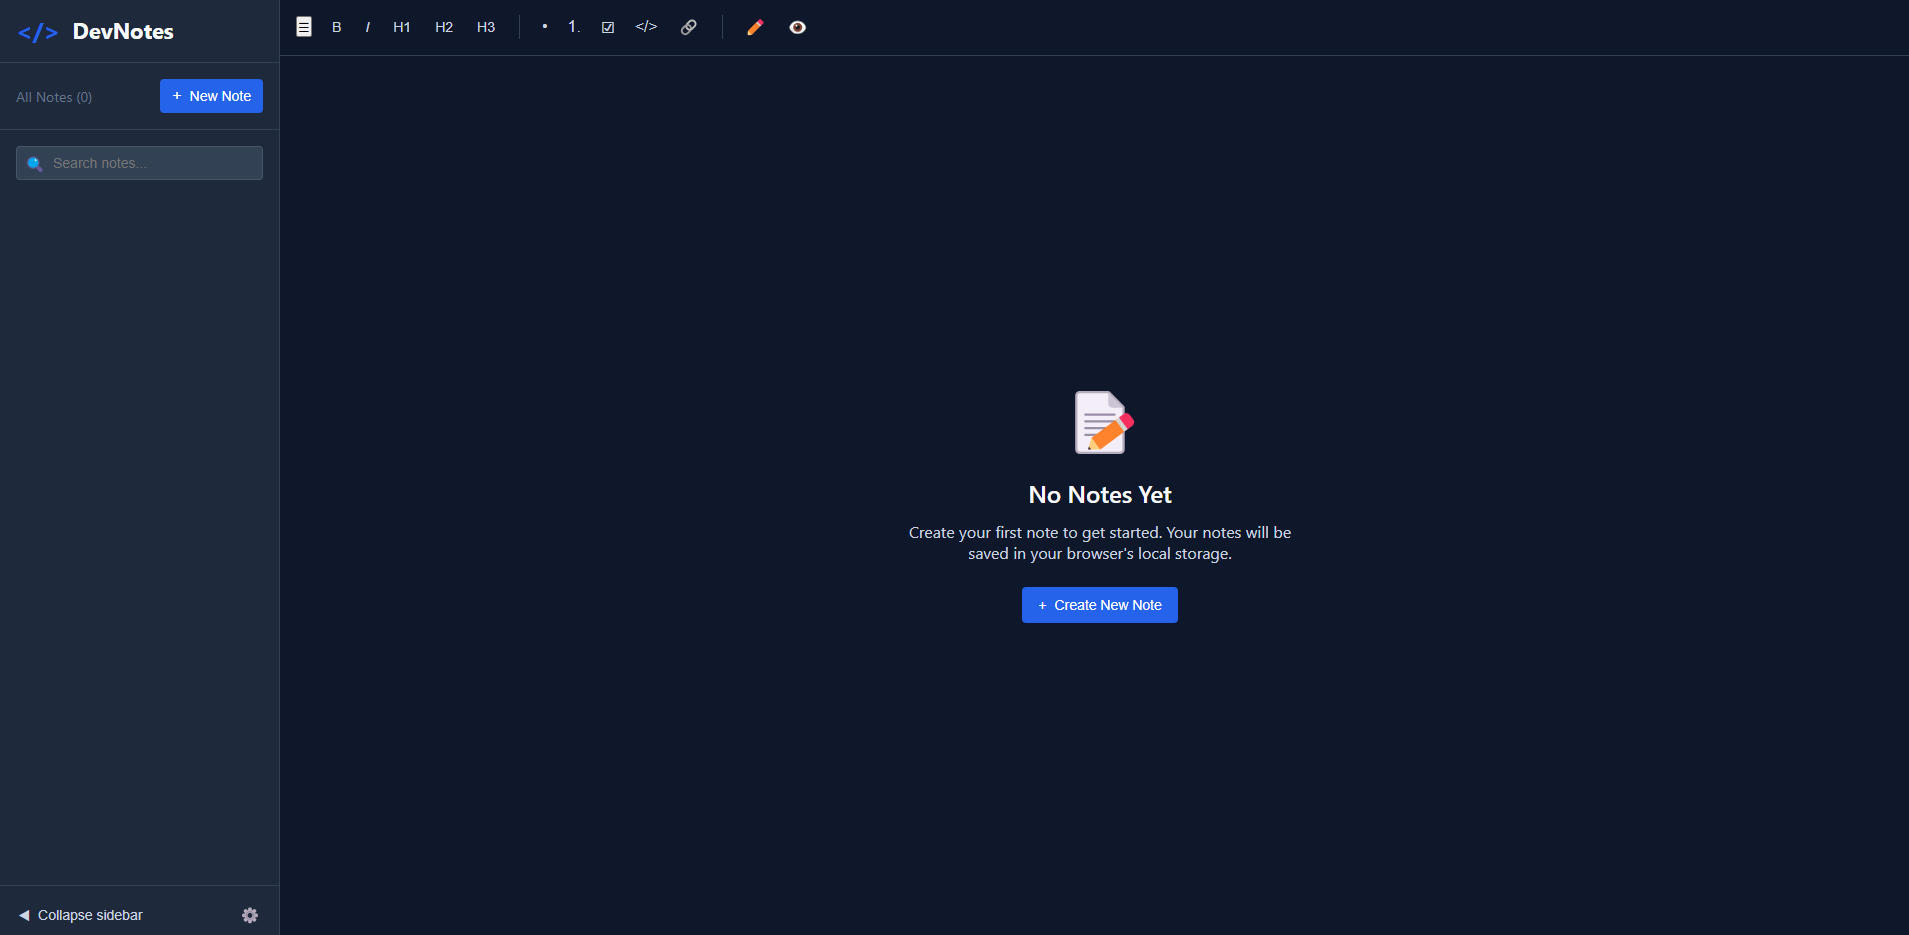 </> DevNotes
B I H1 H2 H3 • 1. </>
All Notes (0)
+ New Note
Search notes...
No Notes Yet
Create your first note to get started. Your notes will be
saved in your browser's local storage.
+ Create New Note
◀ Collapse sidebar